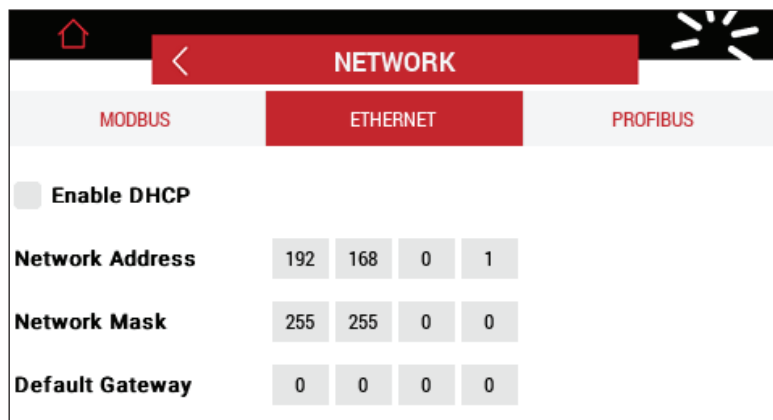 NETWORK
MODBUS ETHERNET PROFIBUS
Enable DHCP
Network Address 192 168 0 1
Network Mask 255 255 0 0
Default Gateway 0 0 0 0